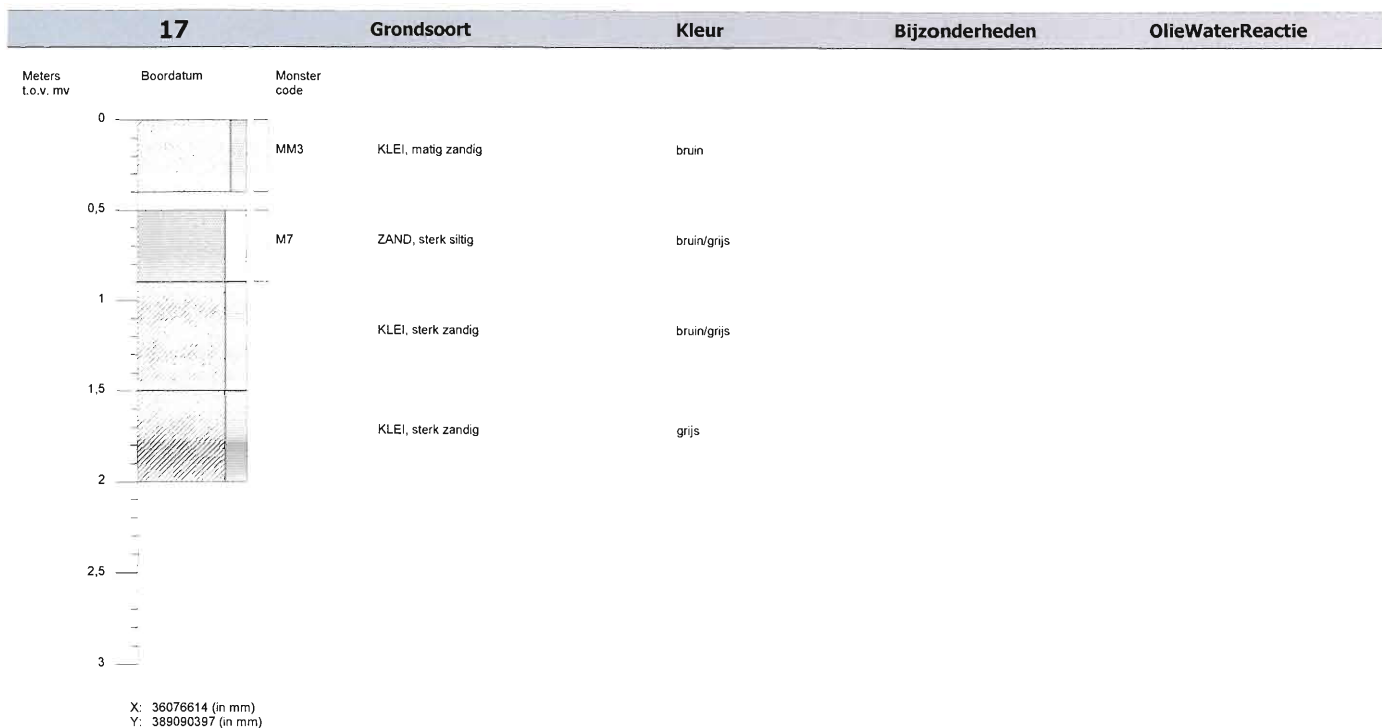 17 Grondsoort Kleur Bijzonderheden OlieWaterReactie
Meters Boordatum Monster
t.o.v. mv code
0
MM3 KLEI, matig zandig bruin
0,5
M7 ZAND, sterk siltig bruin/grijs
1
KLEI, sterk zandig bruin/grijs
1,5
KLEI, sterk zandig grijs
2
2,5
3
X: 36076614 (in mm)
Y: 389090397 (in mm)